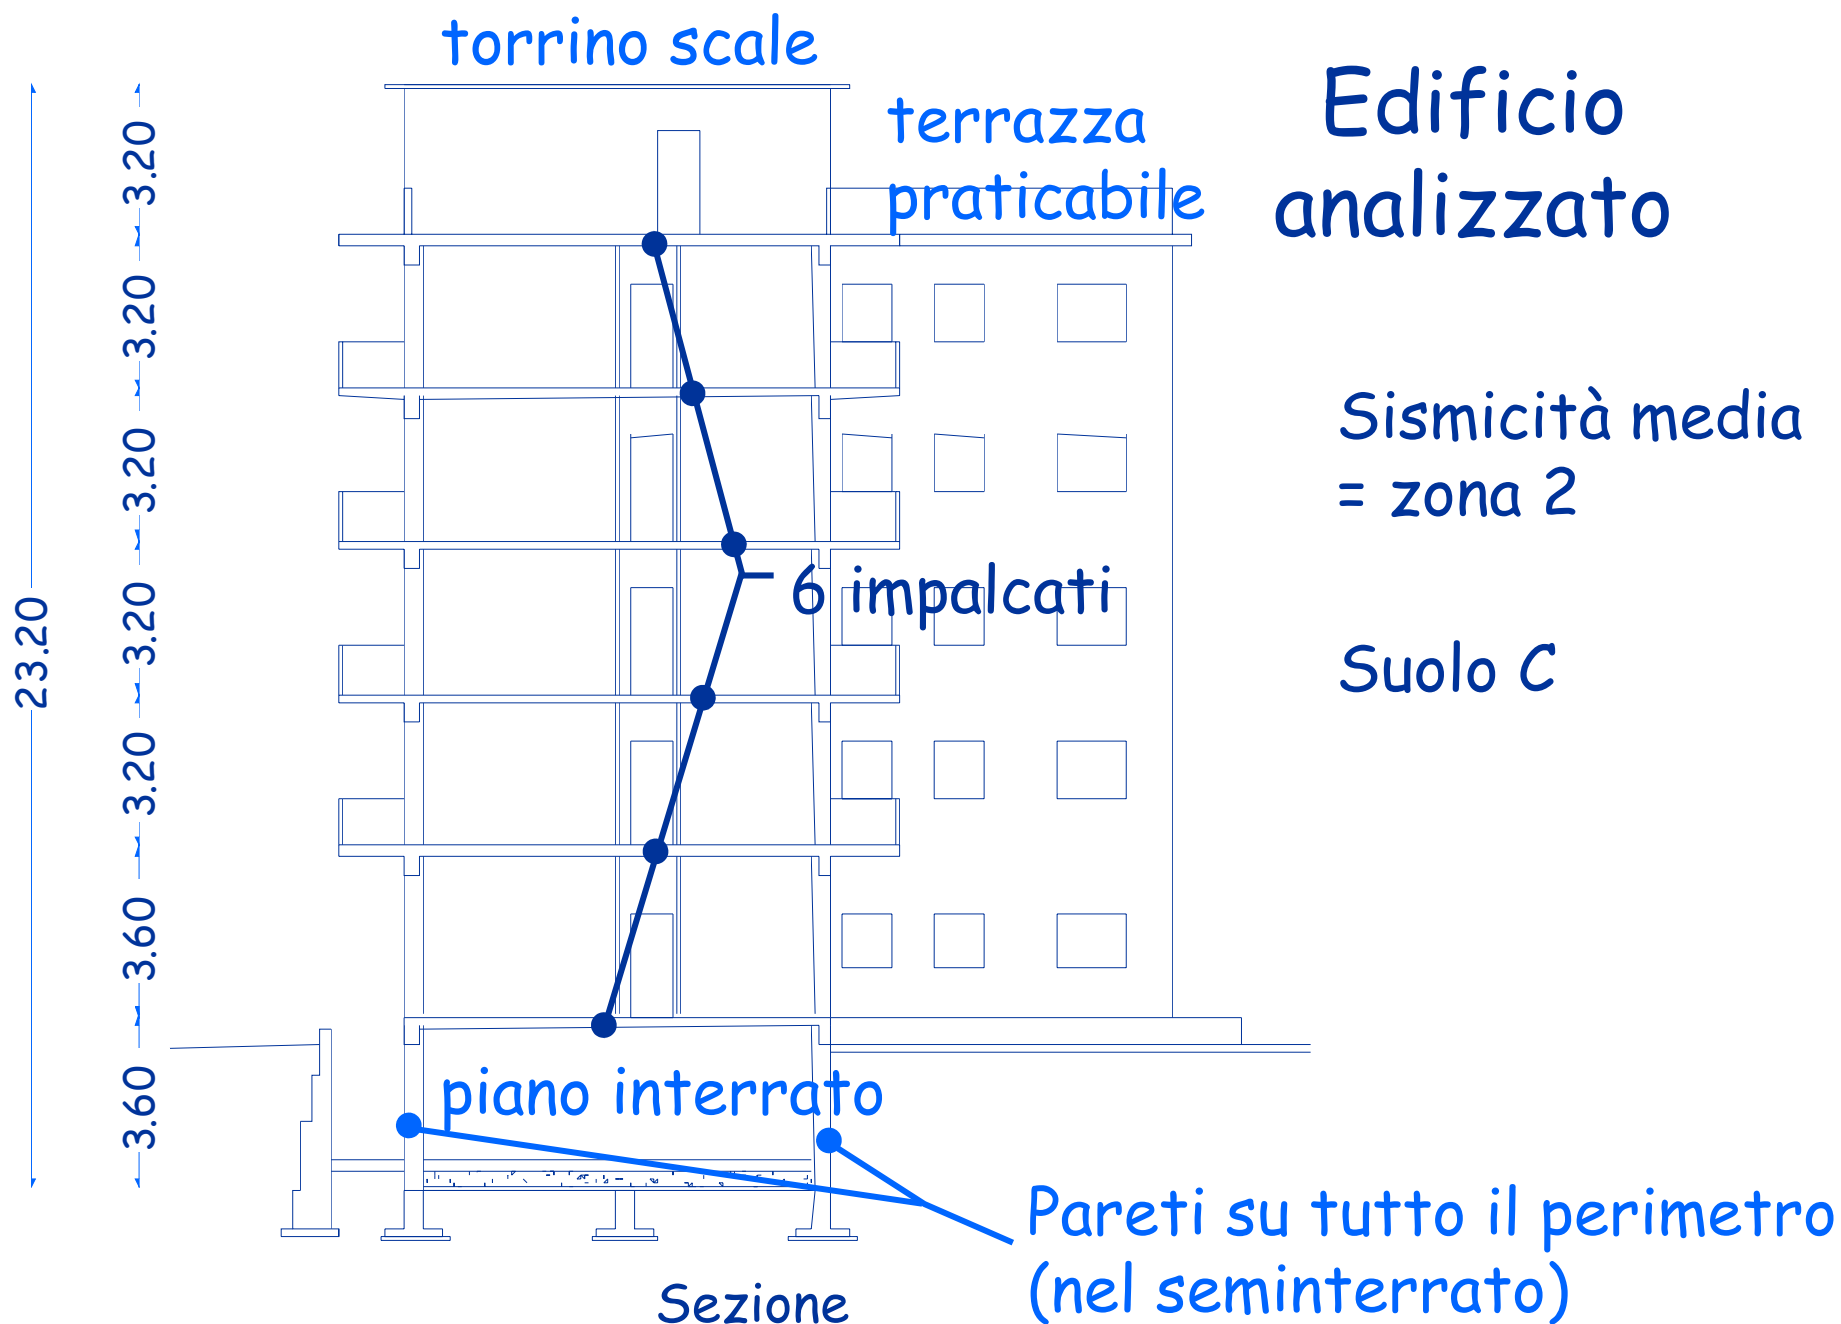 torrino scale
Edificio
analizzato
terrazza
praticabile
3.20
3.20
3.20
3.20
3.20
3.60
3.60
23.20
Sismicità media
= zona 2
6 impalcati
Suolo C
piano interrato
Pareti su tutto il perimetro
(nel seminterrato)
Sezione